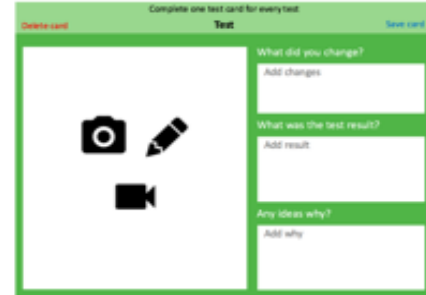 Complete one test card for every test
Delete card
Test
Save card
What did you change?
Add changes
What was the test result?
Add result
Any ideas why?
Add why